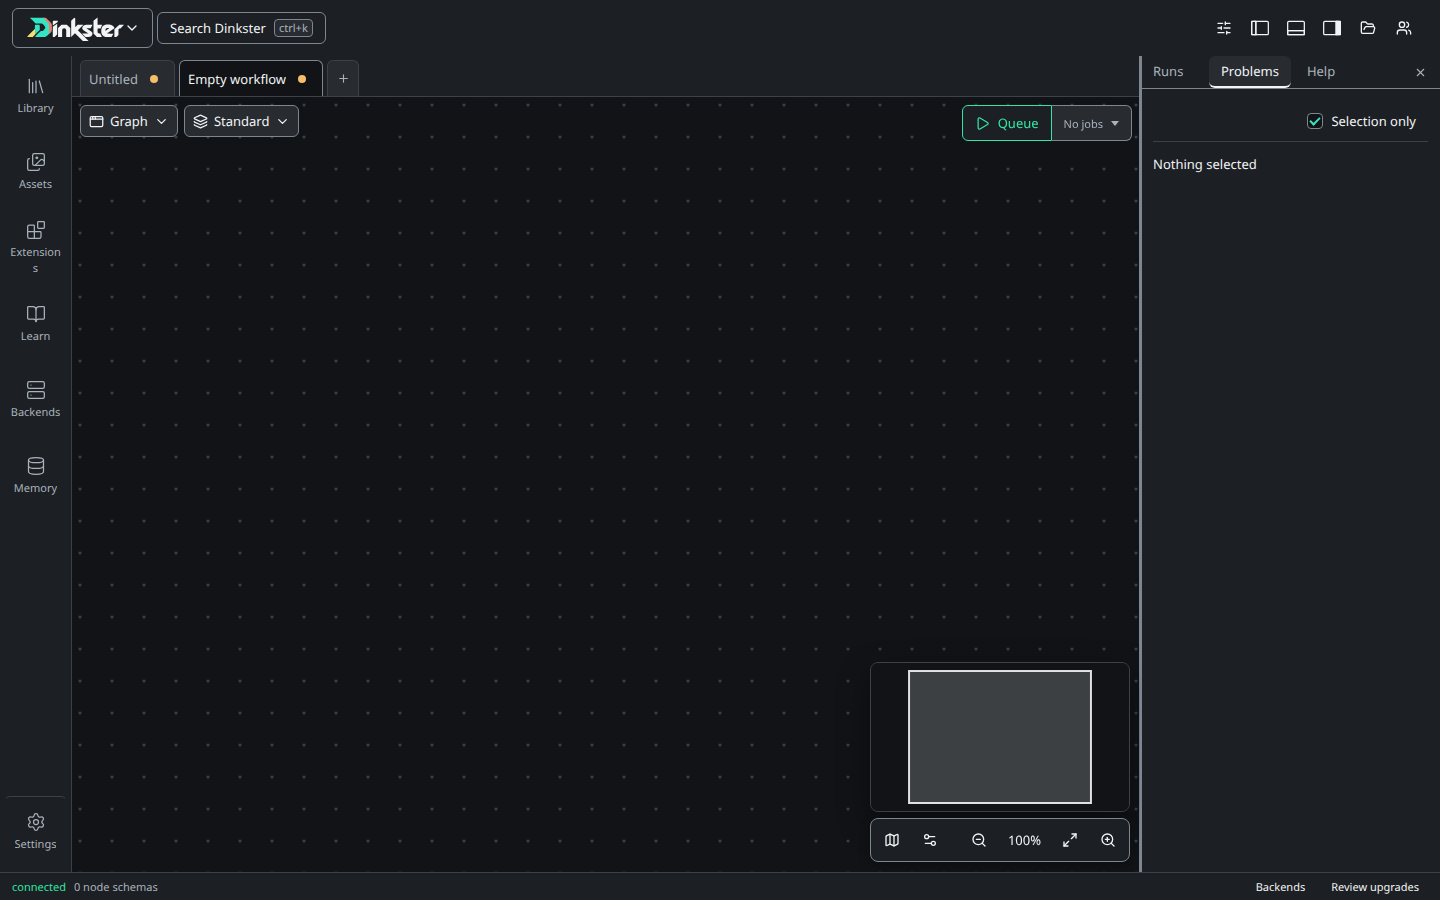 Dinkster
Search Dinkster ctrl+k
Library
Assets
Extension
s
Learn
Backends
Memory
Settings
Untitled
Empty workflow
Graph
Standard
Queue
No jobs
100%
Runs
Problems
Help
Selection only
Nothing selected
connected
0 node schemas
Backends
Review upgrades